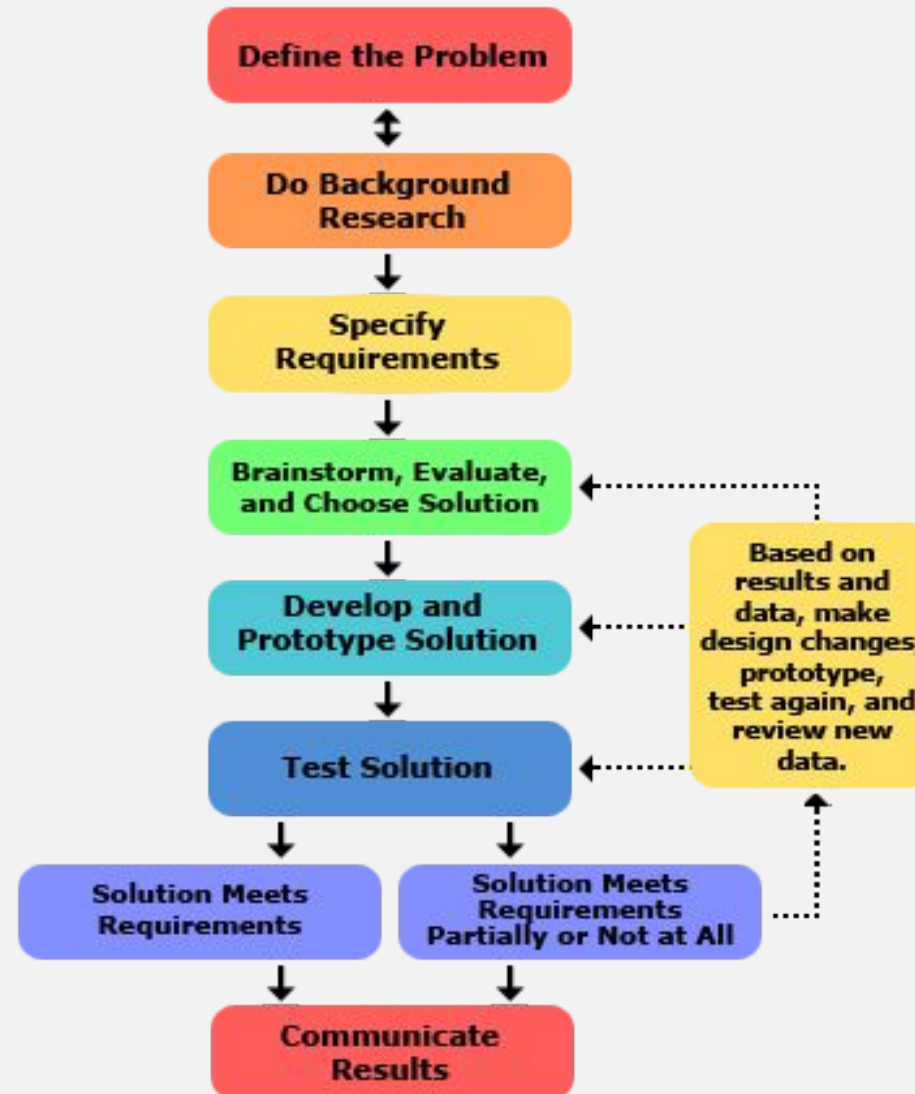 Define the Problem
Do Background
Research
Specify
Requirements
Brainstorm, Evaluate,
and Choose Solution
Develop and
Prototype Solution
Test Solution
Based on
results and
data, make
design changes,
prototype,
test again, and
review new
data.
Solution Meets
Requirements
Solution Meets
Requirements
Partially or Not at All
Communicate
Results